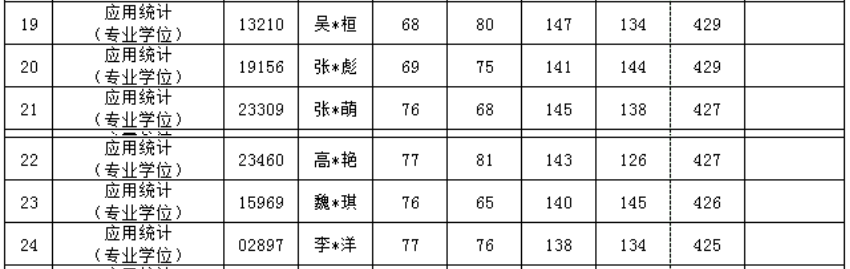 19 应用统计（专业学位） 13210 吴*桓 68 80 147 134 429
20 应用统计（专业学位） 19156 张*彪 69 75 141 144 429
21 应用统计（专业学位） 23309 张*萌 76 68 145 138 427
22 应用统计（专业学位） 23460 高*艳 77 81 143 126 427
23 应用统计（专业学位） 15969 魏*琪 76 65 140 145 426
24 应用统计（专业学位） 02897 李*洋 77 76 138 134 425